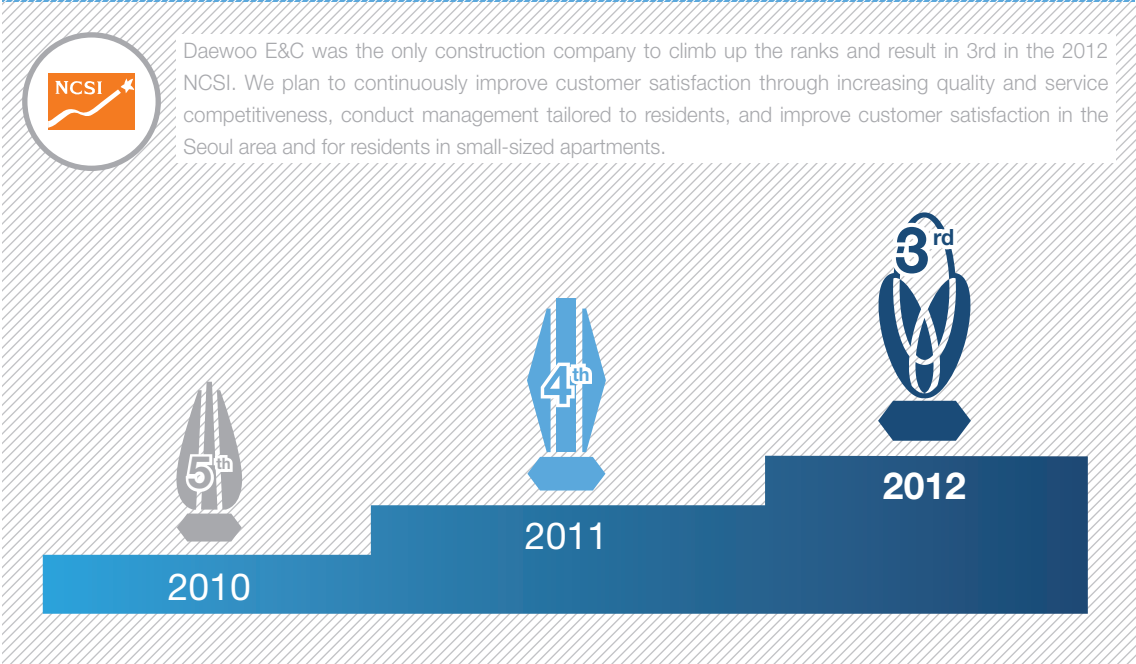 NCSI
Daewoo E&C was the only construction company to climb up the ranks and result in 3rd in the 2012
NCSI. We plan to continuously improve customer satisfaction through increasing quality and service
competitiveness, conduct management tailored to residents, and improve customer satisfaction in the
Seoul area and for residents in small-sized apartments.
3rd
4th
5th
2012
2011
2010